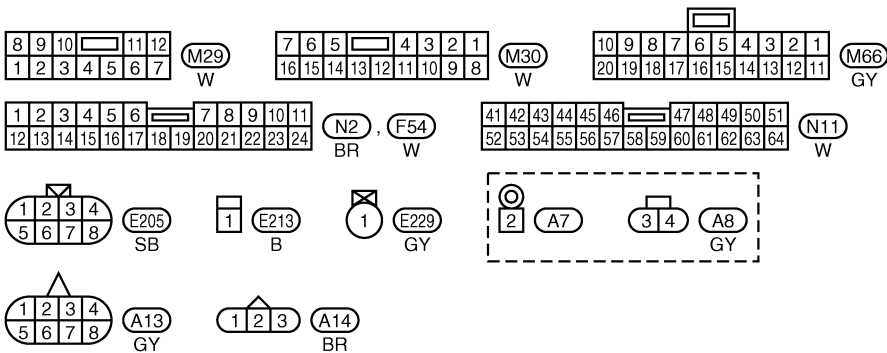 8 9 10 11 12
1 2 3 4 5 6 7
M29
W
7 6 5 4 3 2 1
16 15 14 13 12 11 10 9 8
M30
W
10 9 8 7 6 5 4 3 2 1
20 19 18 17 16 15 14 13 12 11
M66
GY
1 2 3 4 5 6 7 8 9 10 11
12 13 14 15 16 17 18 19 20 21 22 23 24
N2 , F54
BR W
41 42 43 44 45 46 47 48 49 50 51
52 53 54 55 56 57 58 59 60 61 62 63 64
N11
W
1 2 3 4
5 6 7 8
E205
SB
1
E213
B
1
E229
GY
2
A7
3 4
A8
GY
1 2 3 4
5 6 7 8
A13
GY
1 2 3
A14
BR